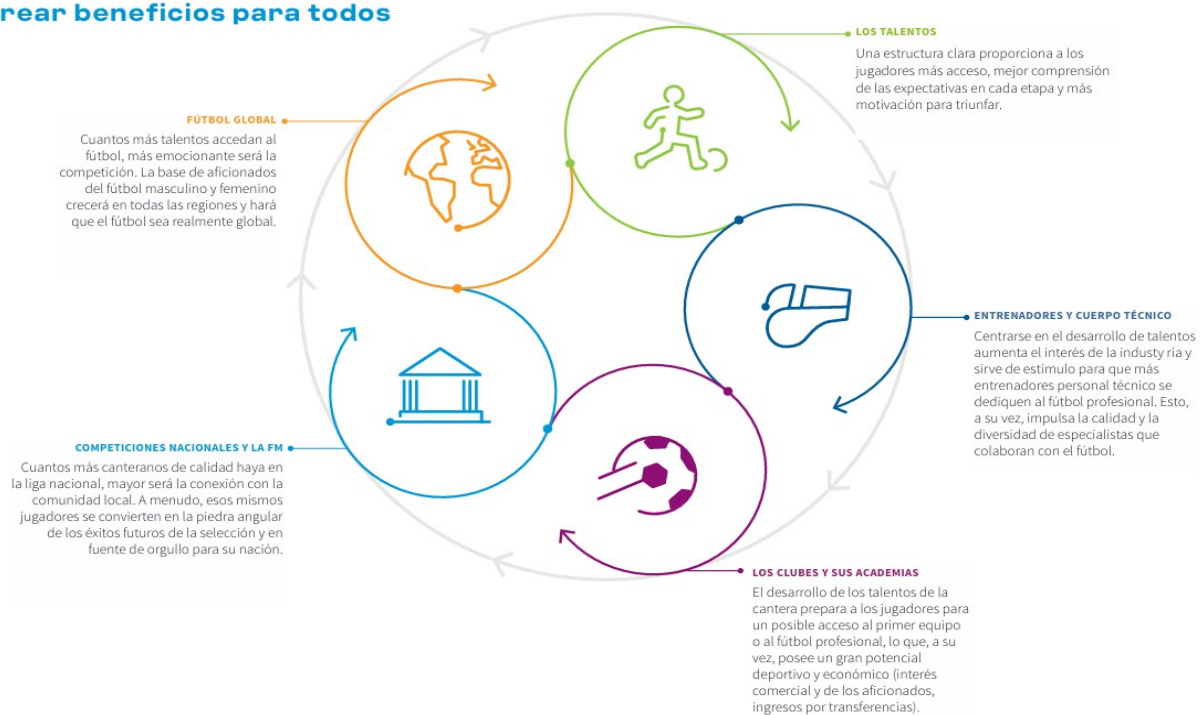 rear beneficios para todos
LOS TALENTOS
Una estructura clara proporciona a los
jugadores más acceso, mejor comprensión
de las expectativas en cada etapa y más
motivación para triunfar.
FÚTBOL GLOBAL
Cuantos más talentos accedan al
fútbol, más emocionante será la
competición. La base de aficionados
del fútbol masculino y femenino
crecerá en todas las regiones y hará
que el fútbol sea realmente global.
ENTRENADORES Y CUERPO TÉCNICO
Centrarse en el desarrollo de talentos
aumenta el interés de la industy ria y
sirve de estímulo para que más
entrenadores personal técnico se
dediquen al fútbol profesional. Esto,
a su vez, impulsa la calidad y la
diversidad de especialistas que
colaboran con el fútbol.
COMPETICIONES NACIONALES Y LA FM
Cuantos más canteranos de calidad haya en
la liga nacional, mayor será la conexión con la
comunidad local. A menudo, esos mismos
jugadores se convierten en la piedra angular
de los éxitos futuros de la selección y en
fuente de orgullo para su nación.
LOS CLUBES Y SUS ACADEMIAS
El desarrollo de los talentos de la
cantera prepara a los jugadores para
un posible acceso al primer equipo
o al fútbol profesional, lo que, a su
vez, posee un gran potencial
deportivo y económico (interés
comercial y de los aficionados,
ingresos por transferencias).